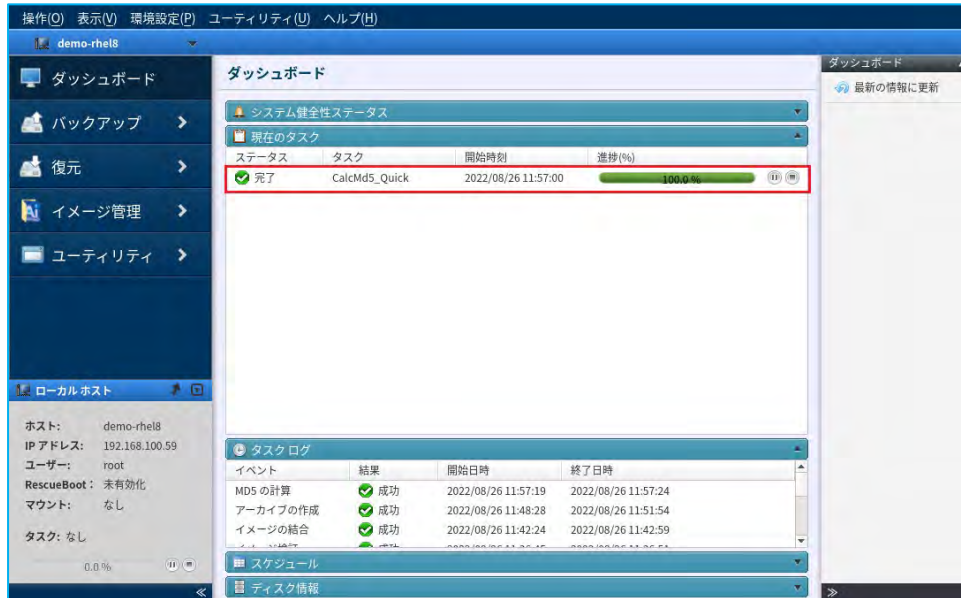 操作(O) 表示(V) 環境設定(P) ユーティリティ(U) ヘルプ(H)
demo-rhel8
ダッシュボード
バックアップ
復元
イメージ管理
ユーティリティ
ローカル ホスト
ホスト: demo-rhel8
IP アドレス: 192.168.100.59
ユーザー: root
RescueBoot: 未有効化
マウント: なし
タスク: なし
0.0 %
ダッシュボード
システム健全性ステータス
現在のタスク
ステータス タスク 開始時刻 進捗(%)
完了 CalcMd5_Quick 2022/08/26 11:57:00 100.0 %
タスク ログ
イベント 結果 開始日時 終了日時
MD5 の計算 成功 2022/08/26 11:57:19 2022/08/26 11:57:24
アーカイブの作成 成功 2022/08/26 11:48:28 2022/08/26 11:51:54
イメージの結合 成功 2022/08/26 11:42:24 2022/08/26 11:42:59
スケジュール
ディスク情報
ダッシュボード
最新の情報に更新